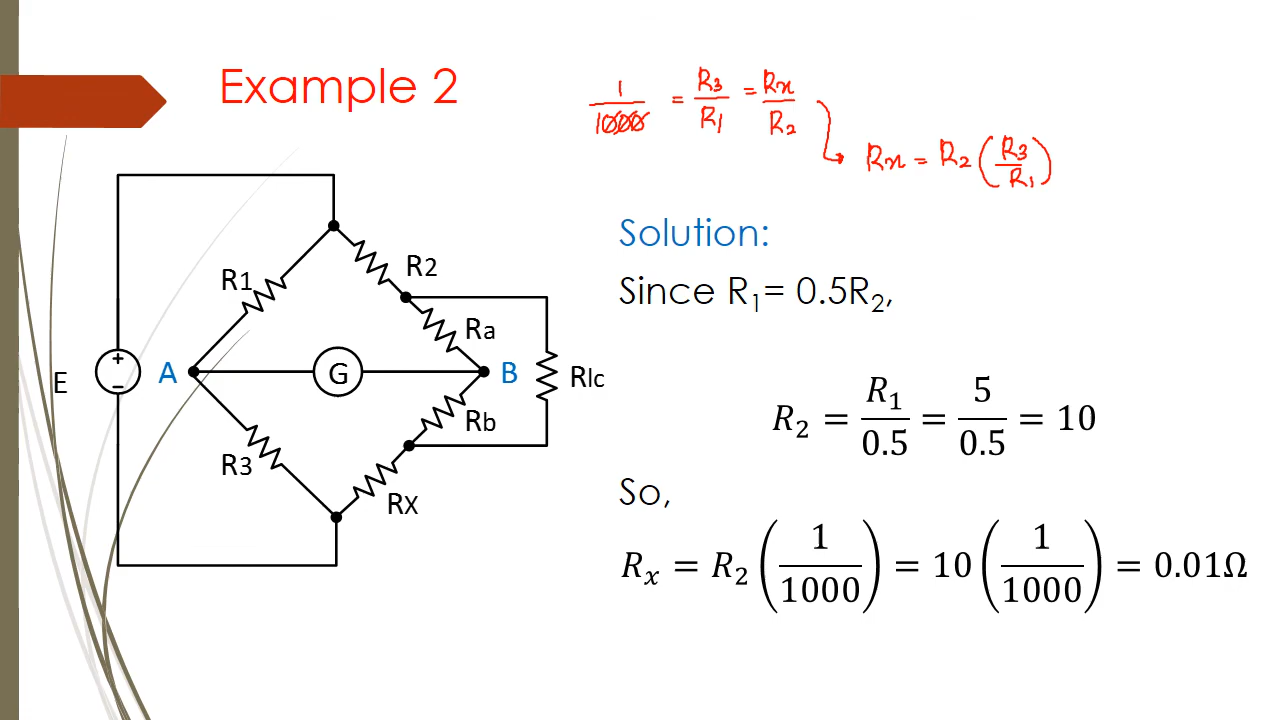 Example 2
1/1000 = R3/R1 = Rx/R2
Rx = R2 (R3/R1)
Solution:
Since R₁= 0.5R₂,
R₂ = R₁/0.5 = 5/0.5 = 10
So,
Rₓ = R₂ (1/1000) = 10 (1/1000) = 0.01Ω
R1
R2
Ra
E
+
−
A
G
B
Rlc
Rb
R3
Rx